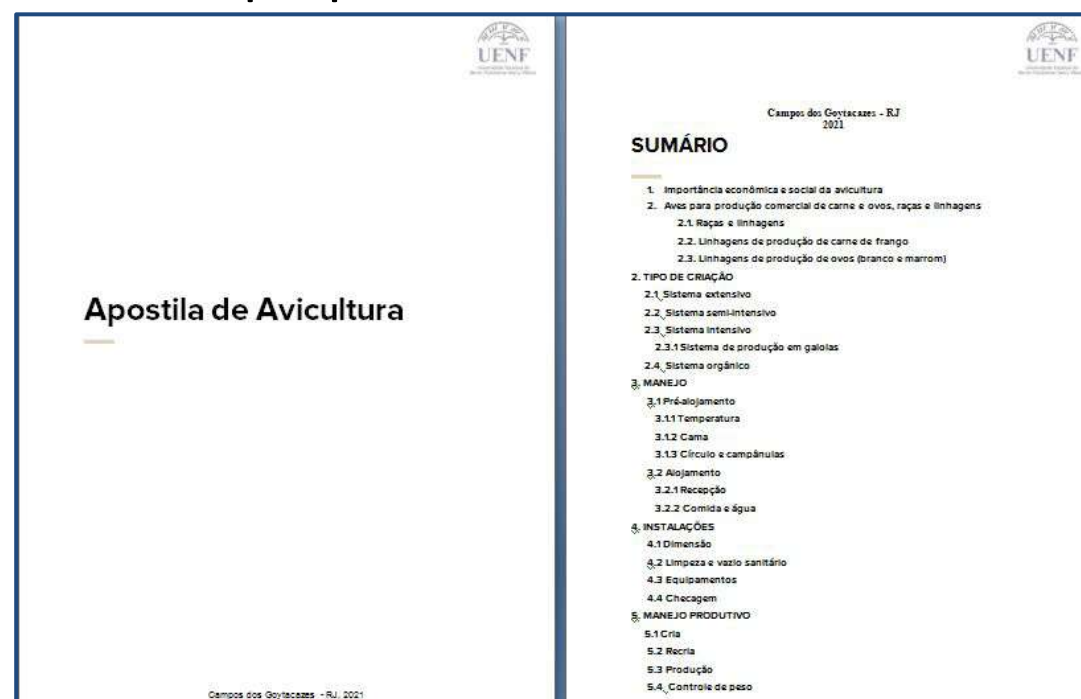 UENF
Apostila de Avicultura
Campos dos Goytacazes - RJ, 2021
UENF
Campos dos Goytacazes - RJ
2021
SUMÁRIO
1. Importância econômica e social da avicultura
2. Aves para produção comercial de carne e ovos, raças e linhagens
2.1. Raças e linhagens
2.2. Linhagens de produção de carne de frango
2.3. Linhagens de produção de ovos (branco e marrom)
2. TIPO DE CRIAÇÃO
2.1 Sistema extensivo
2.2 Sistema semi-intensivo
2.3 Sistema intensivo
2.3.1 Sistema de produção em gaiolas
2.4 Sistema orgânico
3. MANEJO
3.1 Pré-alojamento
3.1.1 Temperatura
3.1.2 Cama
3.1.3 Círculo e campânulas
3.2 Alojamento
3.2.1 Recepção
3.2.2 Comida e água
4. INSTALAÇÕES
4.1 Dimensão
4.2 Limpeza e vazio sanitário
4.3 Equipamentos
4.4 Checagem
5. MANEJO PRODUTIVO
5.1 Cria
5.2 Recria
5.3 Produção
5.4 Controle de peso